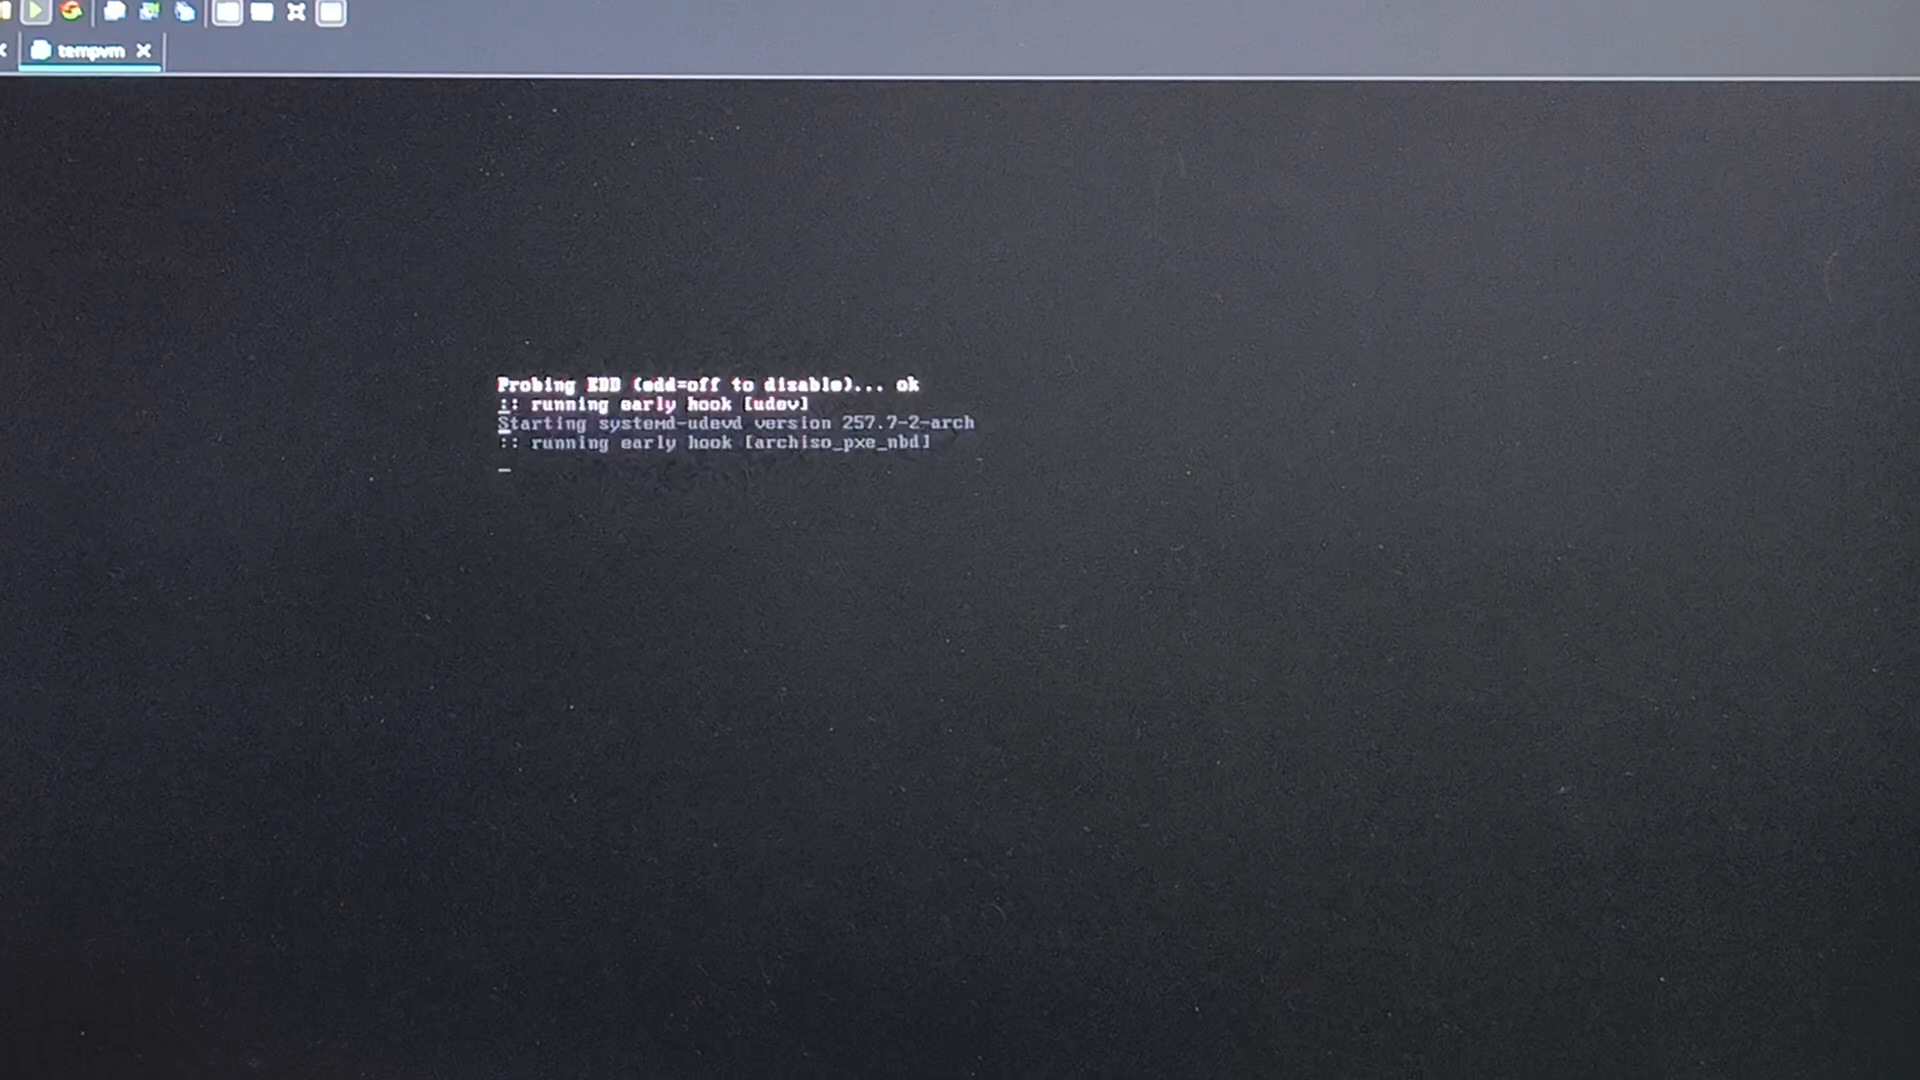 tempvm
Probing EDD (edd=off to disable)... ok
:: running early hook [udev]
Starting systemd-udevd version 257.7-2-arch
:: running early hook [archiso_pxe_nbd]